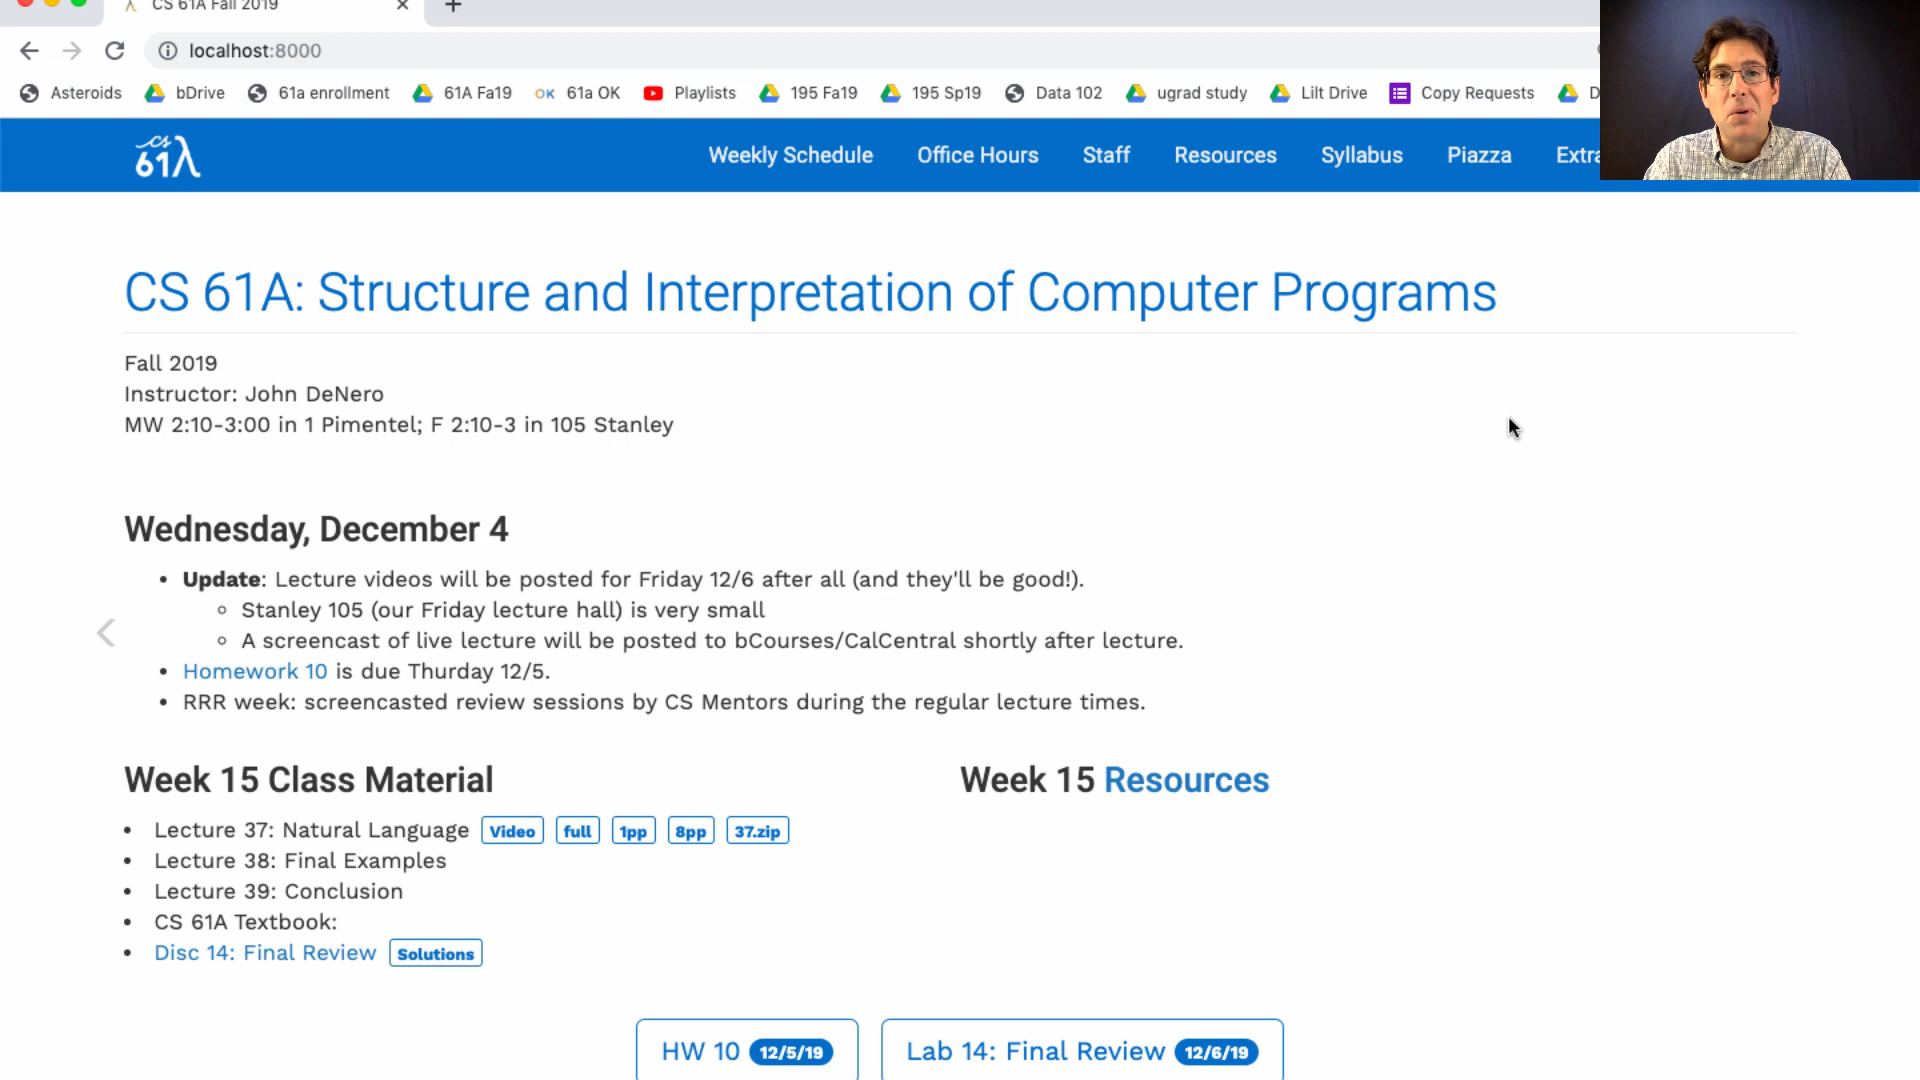 CS 61A Fall 2019
localhost:8000
Asteroids bDrive 61a enrollment 61A Fa19 OK 61a OK Playlists 195 Fa19 195 Sp19 Data 102 ugrad study Lilt Drive Copy Requests D
cs 61λ Weekly Schedule Office Hours Staff Resources Syllabus Piazza Extra
CS 61A: Structure and Interpretation of Computer Programs
Fall 2019
Instructor: John DeNero
MW 2:10-3:00 in 1 Pimentel; F 2:10-3 in 105 Stanley
Wednesday, December 4
• Update: Lecture videos will be posted for Friday 12/6 after all (and they'll be good!).
◦ Stanley 105 (our Friday lecture hall) is very small
◦ A screencast of live lecture will be posted to bCourses/CalCentral shortly after lecture.
• Homework 10 is due Thurday 12/5.
• RRR week: screencasted review sessions by CS Mentors during the regular lecture times.
Week 15 Class Material
• Lecture 37: Natural Language Video full 1pp 8pp 37.zip
• Lecture 38: Final Examples
• Lecture 39: Conclusion
• CS 61A Textbook:
• Disc 14: Final Review Solutions
Week 15 Resources
HW 10 12/5/19
Lab 14: Final Review 12/6/19